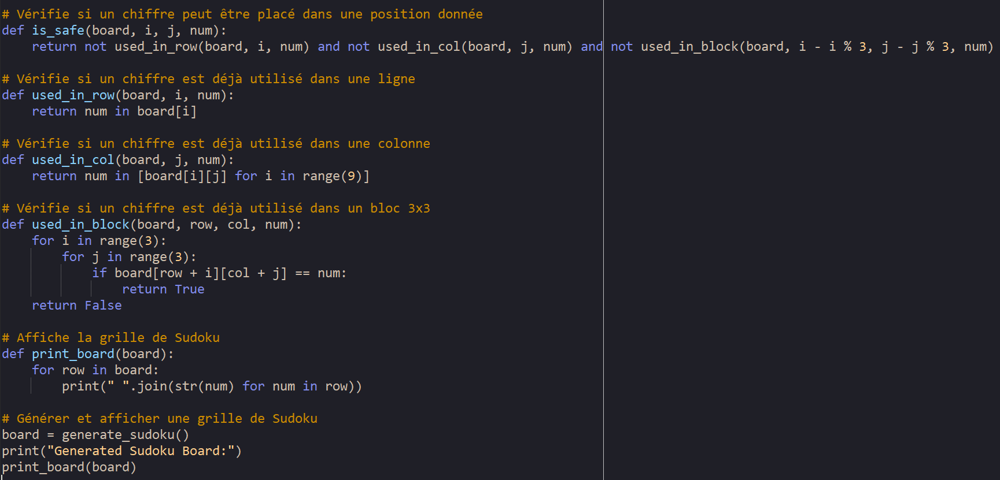 # Vérifie si un chiffre peut être placé dans une position donnée
def is_safe(board, i, j, num):
    return not used_in_row(board, i, num) and not used_in_col(board, j, num) and not used_in_block(board, i - i % 3, j - j % 3, num)

# Vérifie si un chiffre est déjà utilisé dans une ligne
def used_in_row(board, i, num):
    return num in board[i]

# Vérifie si un chiffre est déjà utilisé dans une colonne
def used_in_col(board, j, num):
    return num in [board[i][j] for i in range(9)]

# Vérifie si un chiffre est déjà utilisé dans un bloc 3x3
def used_in_block(board, row, col, num):
    for i in range(3):
        for j in range(3):
            if board[row + i][col + j] == num:
                return True
    return False

# Affiche la grille de Sudoku
def print_board(board):
    for row in board:
        print(" ".join(str(num) for num in row))

# Générer et afficher une grille de Sudoku
board = generate_sudoku()
print("Generated Sudoku Board:")
print_board(board)